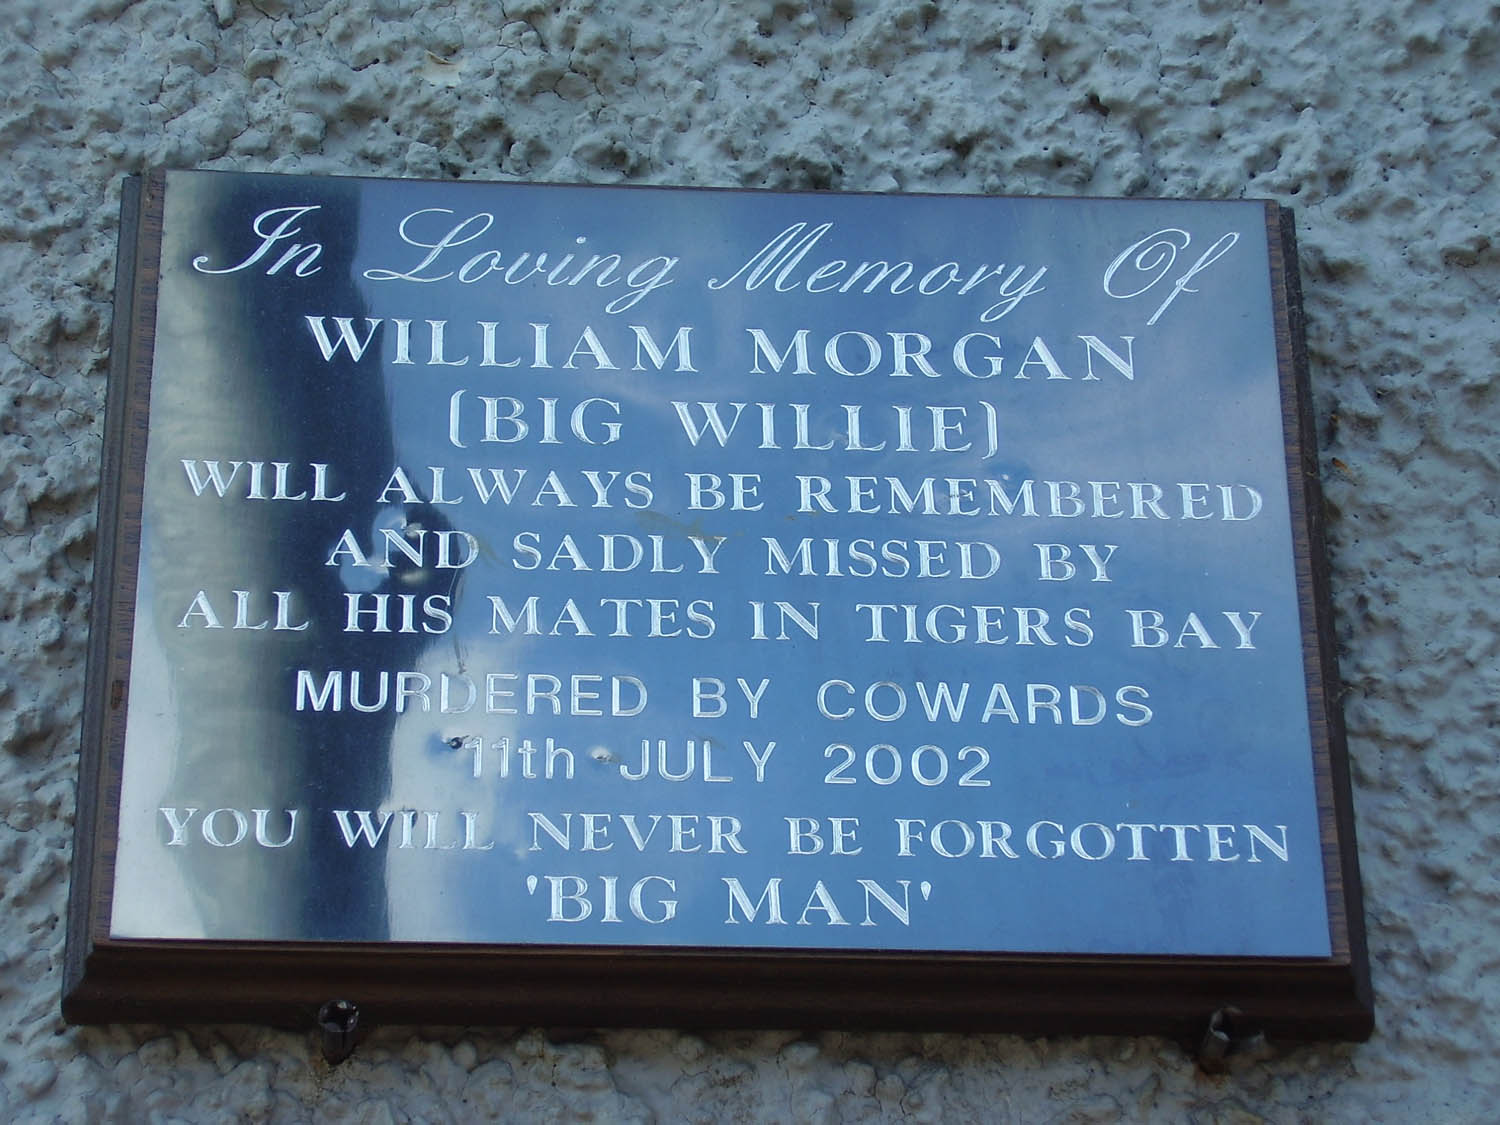 In Loving Memory Of
WILLIAM MORGAN
(BIG WILLIE)
WILL ALWAYS BE REMEMBERED
AND SADLY MISSED BY
ALL HIS MATES IN TIGERS BAY
MURDERED BY COWARDS
11th JULY 2002
YOU WILL NEVER BE FORGOTTEN
'BIG MAN'